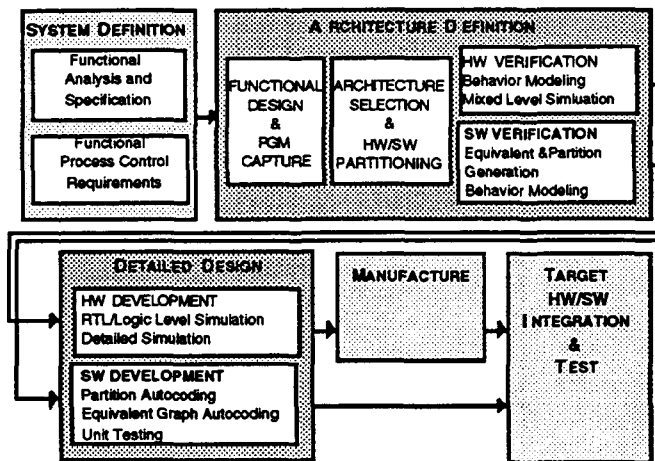 SYSTEM DEFINITION
Functional
Analysis and
Specification
Functional
Process Control
Requirements
ARCHITECTURE DEFINITION
FUNCTIONAL
DESIGN
&
PGM
CAPTURE
ARCHITECTURE
SELECTION
&
HW/SW
PARTITIONING
HW VERIFICATION
Behavior Modeling
Mixed Level Simluation
SW VERIFICATION
Equivalent &Partition
Generation
Behavior Modeling
DETAILED DESIGN
HW DEVELOPMENT
RTL/Logic Level Simulation
Detailed Simulation
SW DEVELOPMENT
Partition Autocoding
Equivalent Graph Autocoding
Unit Testing
MANUFACTURE
TARGET
HW/SW
INTEGRATION
&
TEST